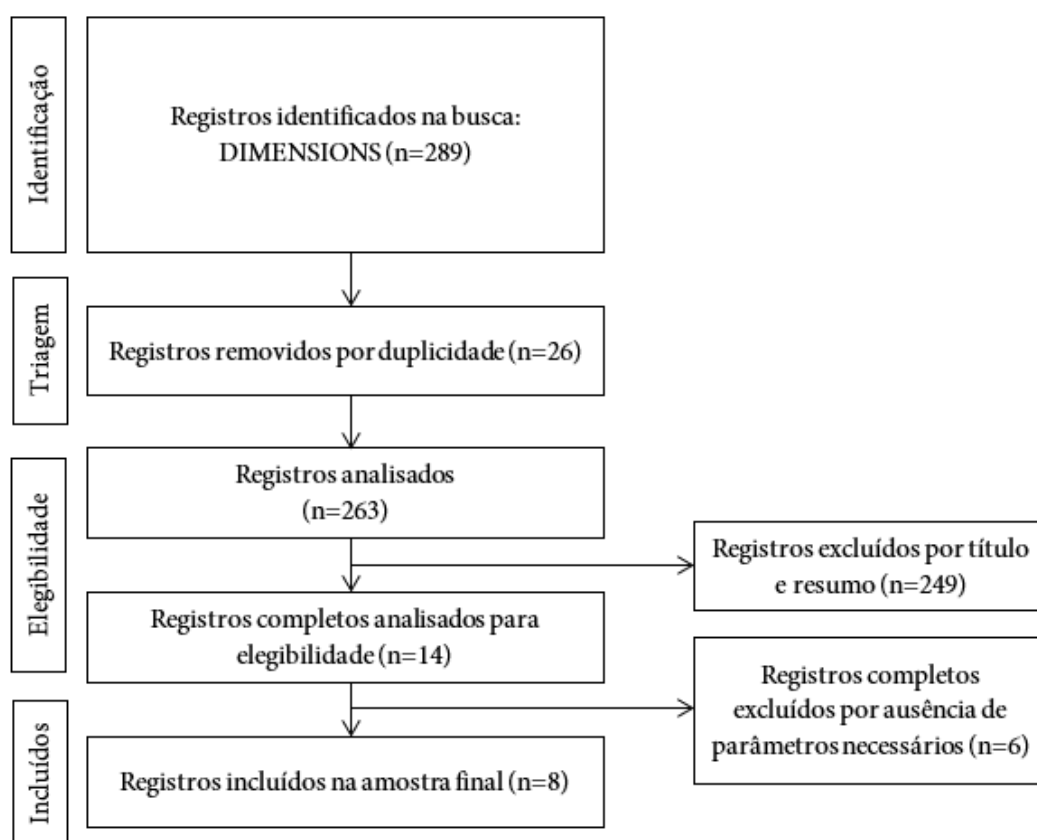 Identificação
Registros identificados na busca:
DIMENSIONS (n=289)
Triagem
Registros removidos por duplicidade (n=26)
Elegibilidade
Registros analisados
(n=263)
Registros excluídos por título
e resumo (n=249)
Registros completos analisados para
elegibilidade (n=14)
Registros completos
excluídos por ausência de
parâmetros necessários (n=6)
Incluídos
Registros incluídos na amostra final (n=8)